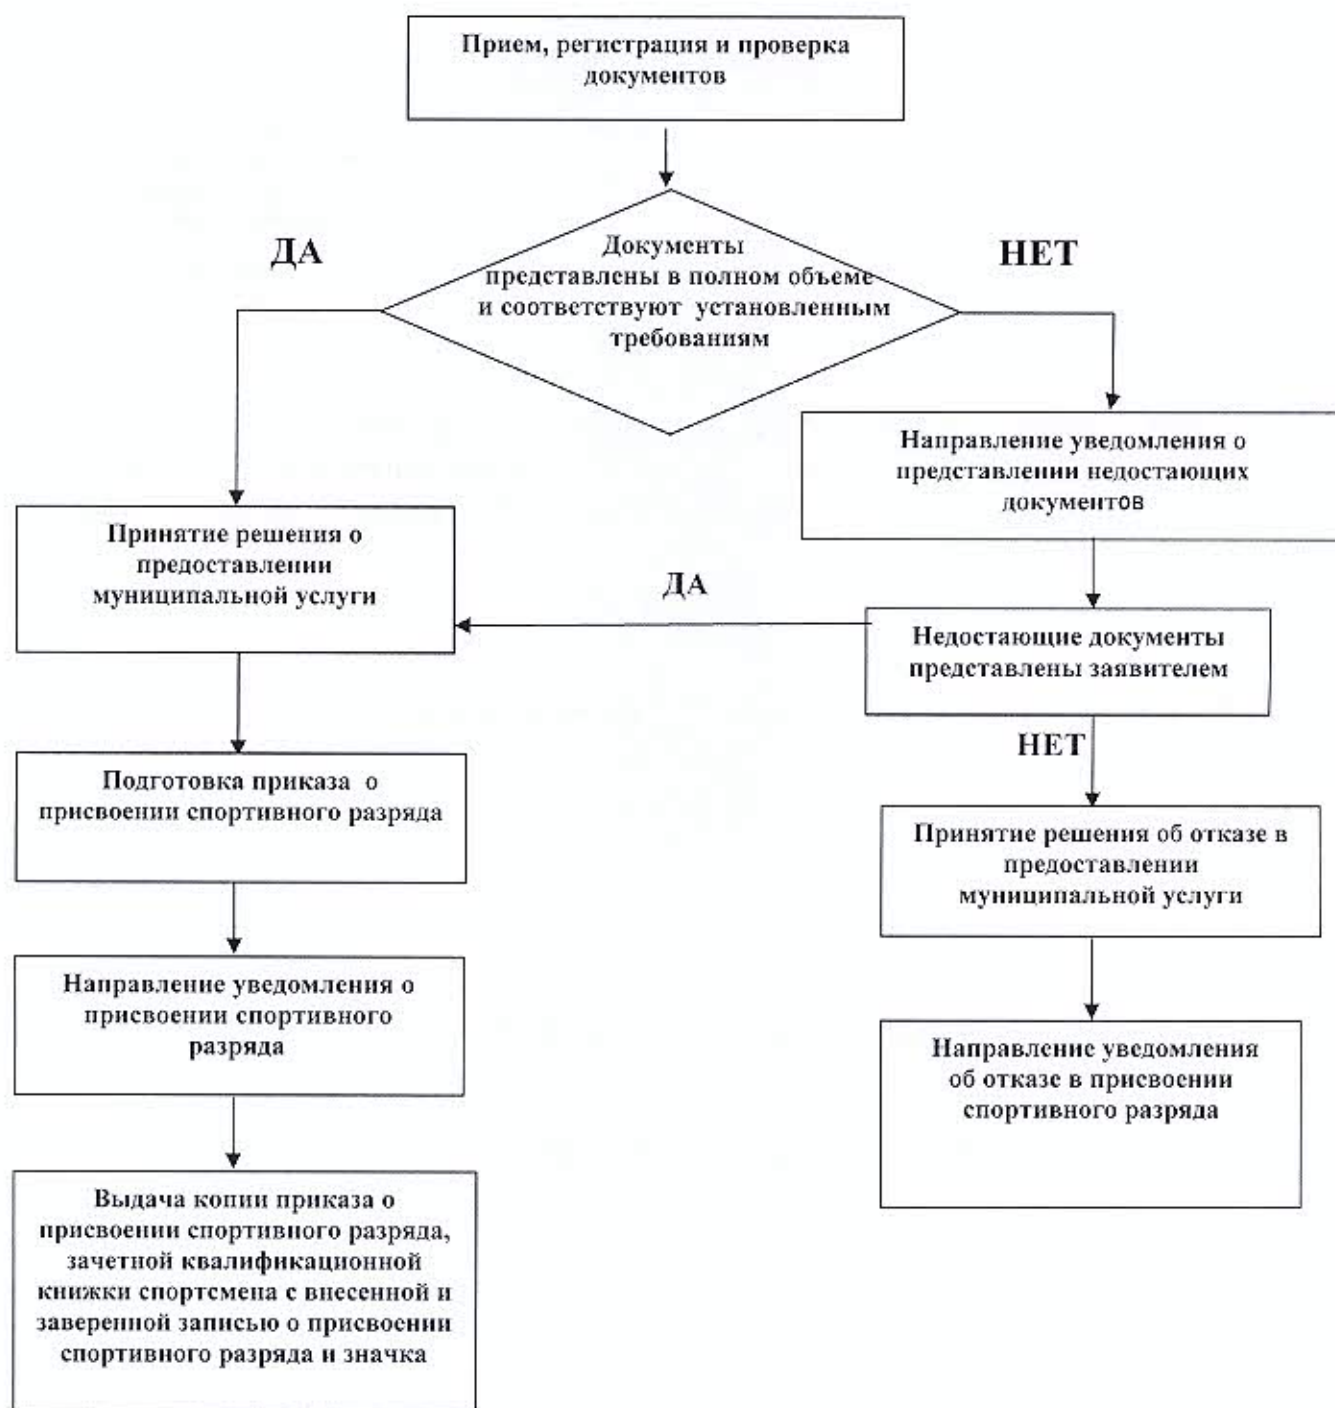 Прием, регистрация и проверка
документов
ДА
НЕТ
Документы
представлены в полном объеме
и соответствуют установленным
требованиям
Направление уведомления о
представлении недостающих
документов
Принятие решения о
предоставлении
муниципальной услуги
ДА
Недостающие документы
представлены заявителем
НЕТ
Подготовка приказа о
присвоении спортивного разряда
Принятие решения об отказе в
предоставлении
муниципальной услуги
Направление уведомления о
присвоении спортивного
разряда
Направление уведомления
об отказе в присвоении
спортивного разряда
Выдача копии приказа о
присвоении спортивного разряда,
зачетной квалификационной
книжки спортсмена с внесенной и
заверенной записью о присвоении
спортивного разряда и значка